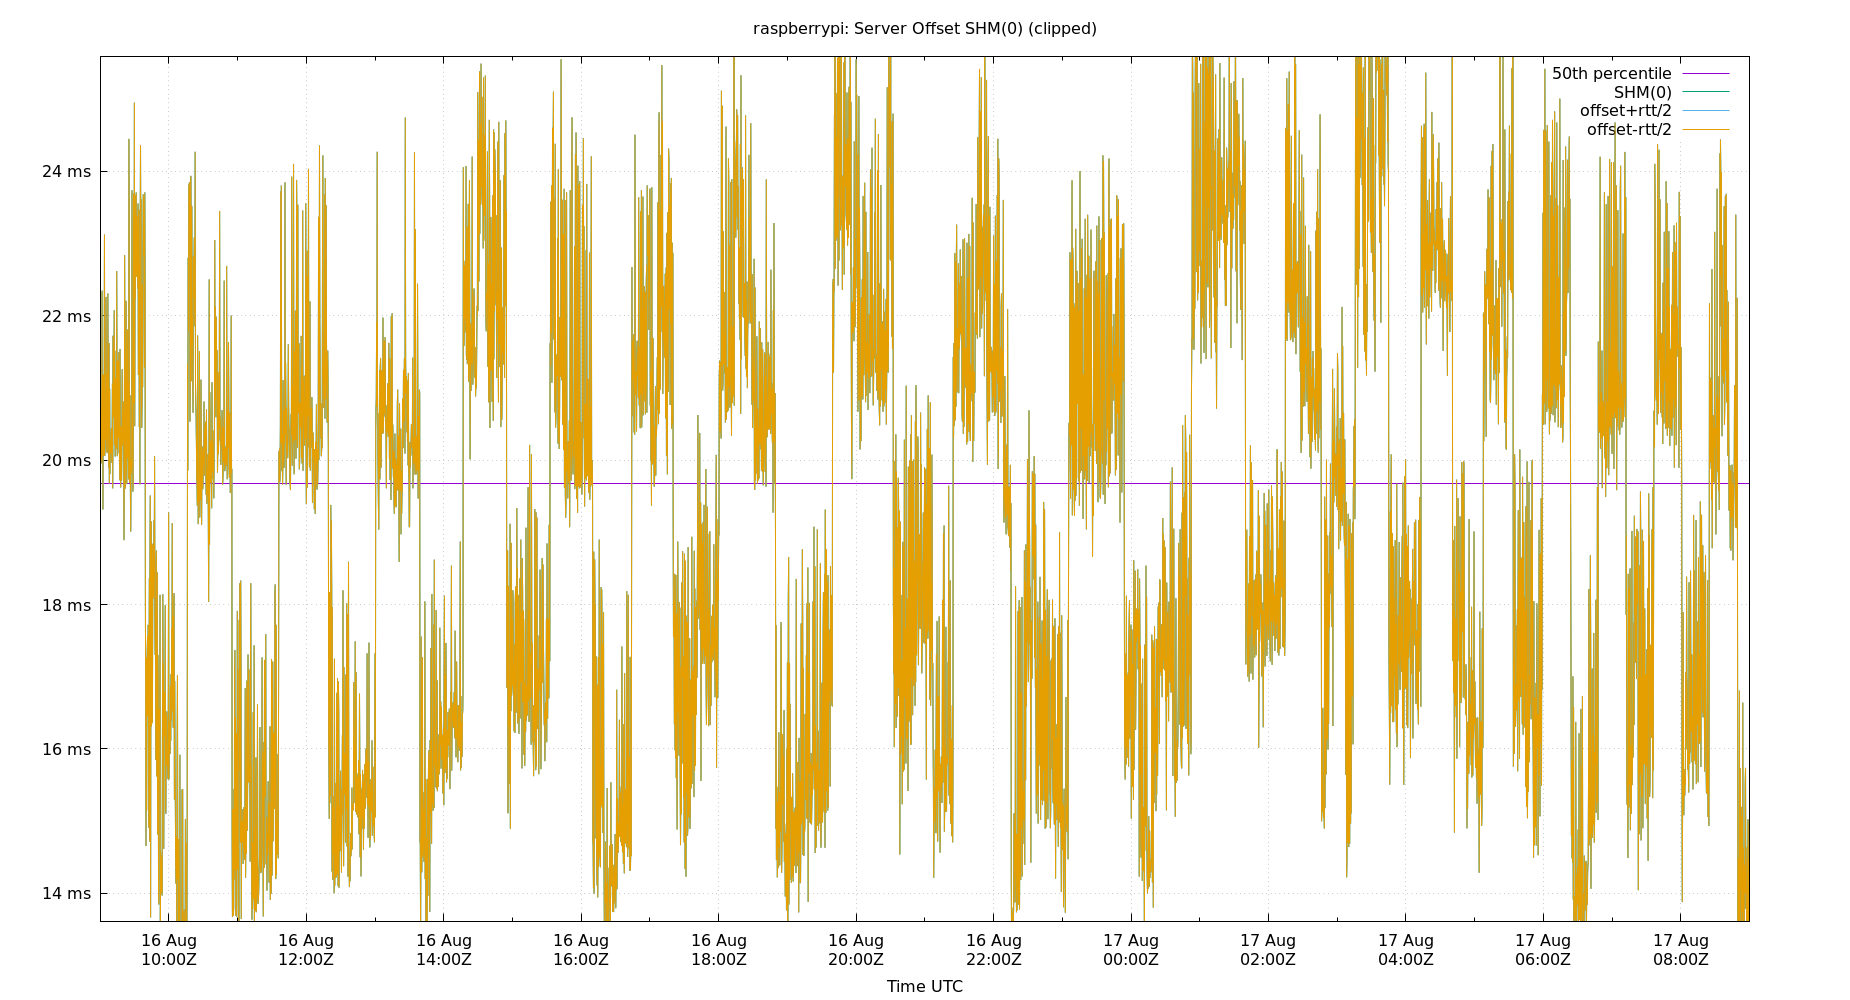 raspberrypi: Server Offset SHM(0) (clipped)
50th percentile
SHM(0)
offset+rtt/2
offset-rtt/2
24 ms
22 ms
20 ms
18 ms
16 ms
14 ms
16 Aug 16 Aug 16 Aug 16 Aug 16 Aug 16 Aug 16 Aug 17 Aug 17 Aug 17 Aug 17 Aug 17 Aug
10:00Z 12:00Z 14:00Z 16:00Z 18:00Z 20:00Z 22:00Z 00:00Z 02:00Z 04:00Z 06:00Z 08:00Z
Time UTC